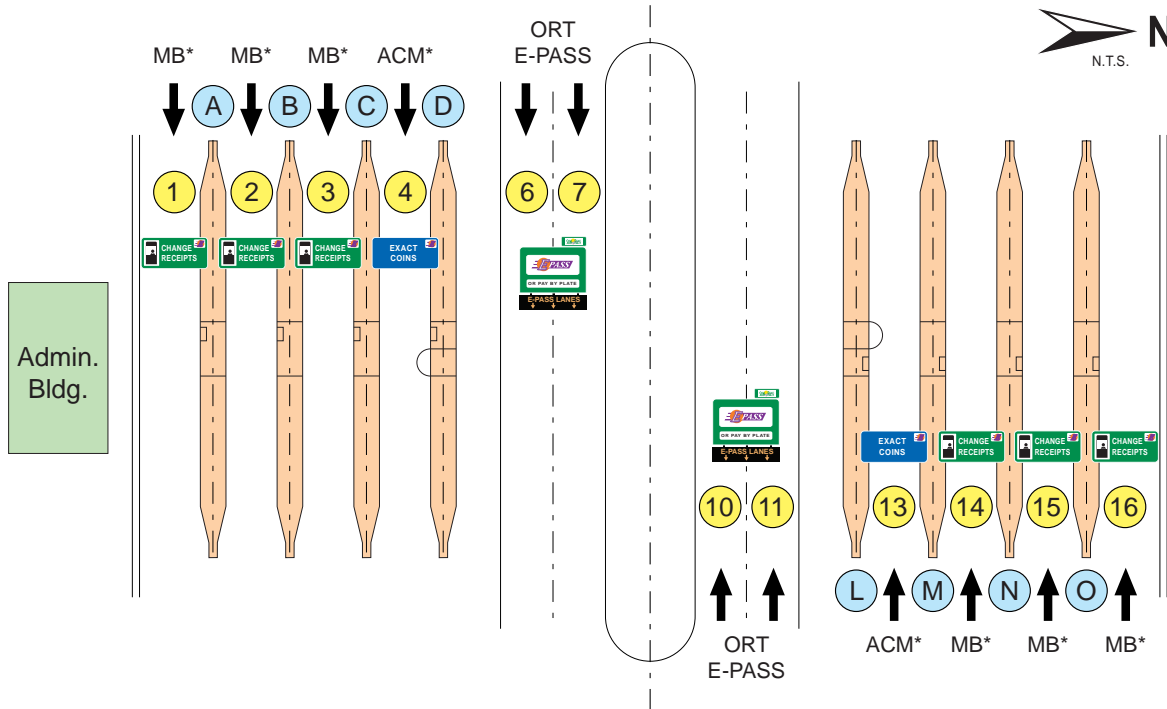 ORT
E-PASS
N
N.T.S.
MB*
MB*
MB*
ACM*
A
B
C
D
1
2
3
4
6
7
CHANGE
RECEIPTS
CHANGE
RECEIPTS
CHANGE
RECEIPTS
EXACT
COINS
E PASS
OR PAY BY PLATE
E-PASS LANES
Admin.
Bldg.
E PASS
OR PAY BY PLATE
E-PASS LANES
EXACT
COINS
CHANGE
RECEIPTS
CHANGE
RECEIPTS
CHANGE
RECEIPTS
10
11
13
14
15
16
L
M
N
O
ORT
E-PASS
ACM*
MB*
MB*
MB*